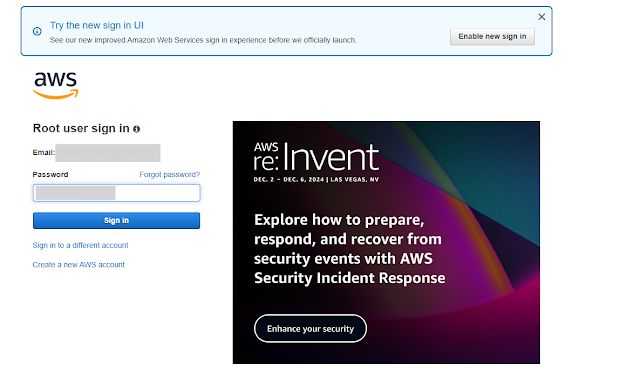 Try the new sign in UI
See our new improved Amazon Web Services sign in experience before we officially launch.
Enable new sign in
aws
Root user sign in
Email:
Password
Forgot password?
Sign in
Sign in to a different account
Create a new AWS account
AWS
re:Invent
DEC. 2 – DEC. 6, 2024 | LAS VEGAS, NV
Explore how to prepare,
respond, and recover from
security events with AWS
Security Incident Response
Enhance your security